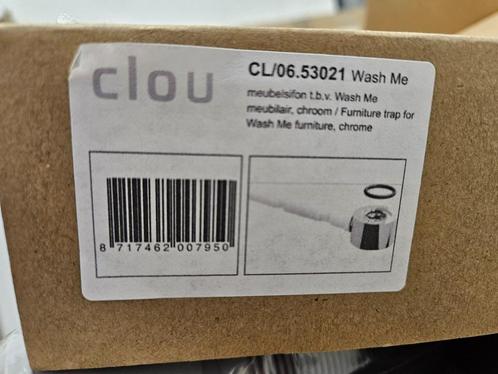 clou
CL/06.53021 Wash Me
meubelsifon t.b.v. Wash Me
meubilair, chroom / Furniture trap for
Wash Me furniture, chrome
8 717462 007950